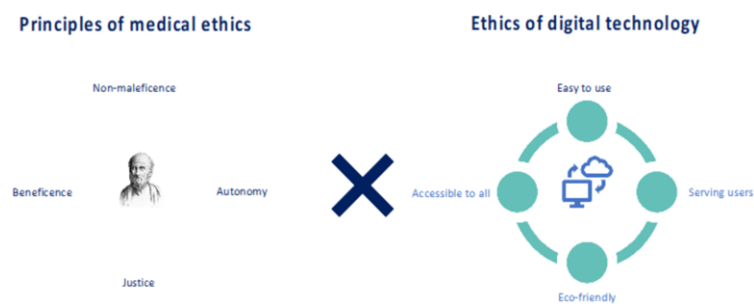 Principles of medical ethics
Ethics of digital technology
Non-maleficence
Easy to use
Beneficence
Autonomy
Accessible to all
Serving users
Justice
Eco-friendly